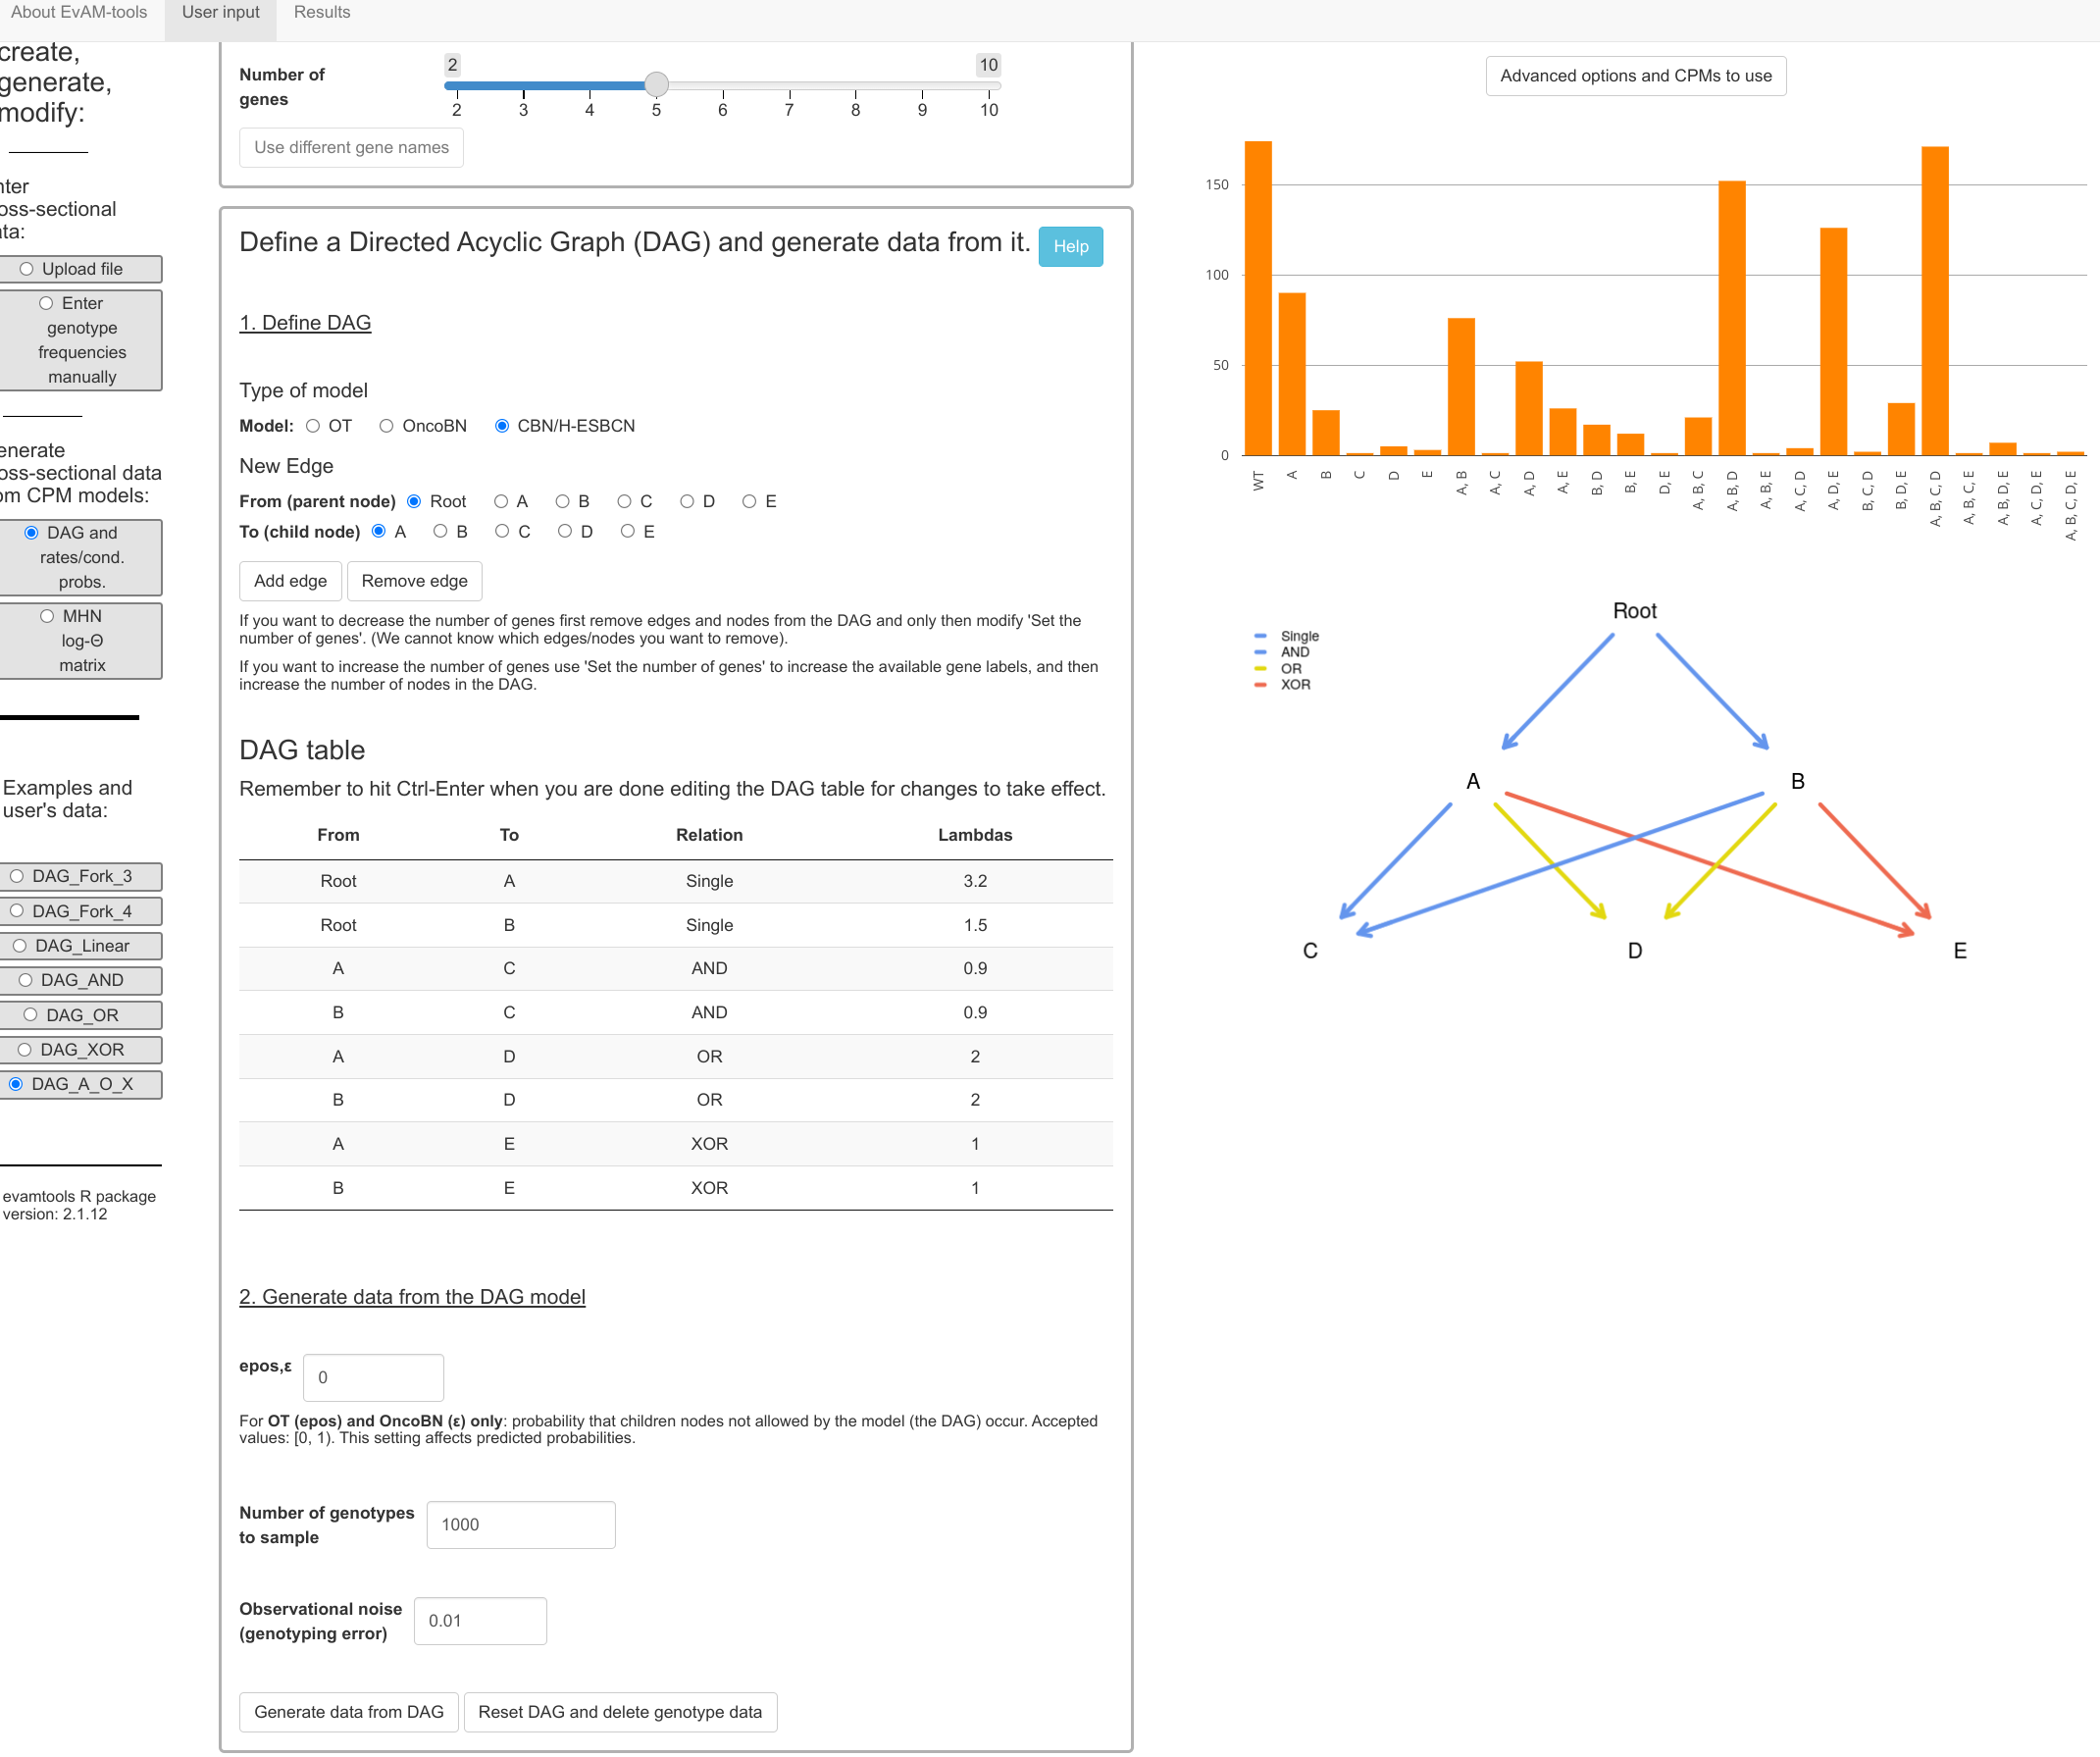 About EvAM-tools
User input
Results
create,
generate,
modify:
nter
oss-sectional
ata:
Upload file
Enter
genotype
frequencies
manually
enerate
oss-sectional data
om CPM models:
DAG and
rates/cond.
probs.
MHN
log-Θ
matrix
Examples and
user's data:
DAG_Fork_3
DAG_Fork_4
DAG_Linear
DAG_AND
DAG_OR
DAG_XOR
DAG_A_O_X
evamtools R package
version: 2.1.12
Number of
genes
2 10
2 3 4 5 6 7 8 9 10
Use different gene names
Define a Directed Acyclic Graph (DAG) and generate data from it. Help
1. Define DAG
Type of model
Model: OT OncoBN CBN/H-ESBCN
New Edge
From (parent node) Root A B C D E
To (child node) A B C D E
Add edge Remove edge
If you want to decrease the number of genes first remove edges and nodes from the DAG and only then modify 'Set the
number of genes'. (We cannot know which edges/nodes you want to remove).
If you want to increase the number of genes use 'Set the number of genes' to increase the available gene labels, and then
increase the number of nodes in the DAG.
DAG table
Remember to hit Ctrl-Enter when you are done editing the DAG table for changes to take effect.
From To Relation Lambdas
Root A Single 3.2
Root B Single 1.5
A C AND 0.9
B C AND 0.9
A D OR 2
B D OR 2
A E XOR 1
B E XOR 1
2. Generate data from the DAG model
epos,ε 0
For OT (epos) and OncoBN (ε) only: probability that children nodes not allowed by the model (the DAG) occur. Accepted
values: [0, 1). This setting affects predicted probabilities.
Number of genotypes
to sample
1000
Observational noise
(genotyping error)
0.01
Generate data from DAG Reset DAG and delete genotype data
Advanced options and CPMs to use
150
100
50
0
WT
A
B
C
D
E
A, B
A, C
A, D
A, E
B, D
B, E
D, E
A, B, C
A, B, D
A, B, E
A, C, D
A, D, E
B, C, D
B, D, E
A, B, C, D
A, B, C, E
A, B, D, E
A, C, D, E
A, B, C, D, E
Single
AND
OR
XOR
Root
A B
C D E